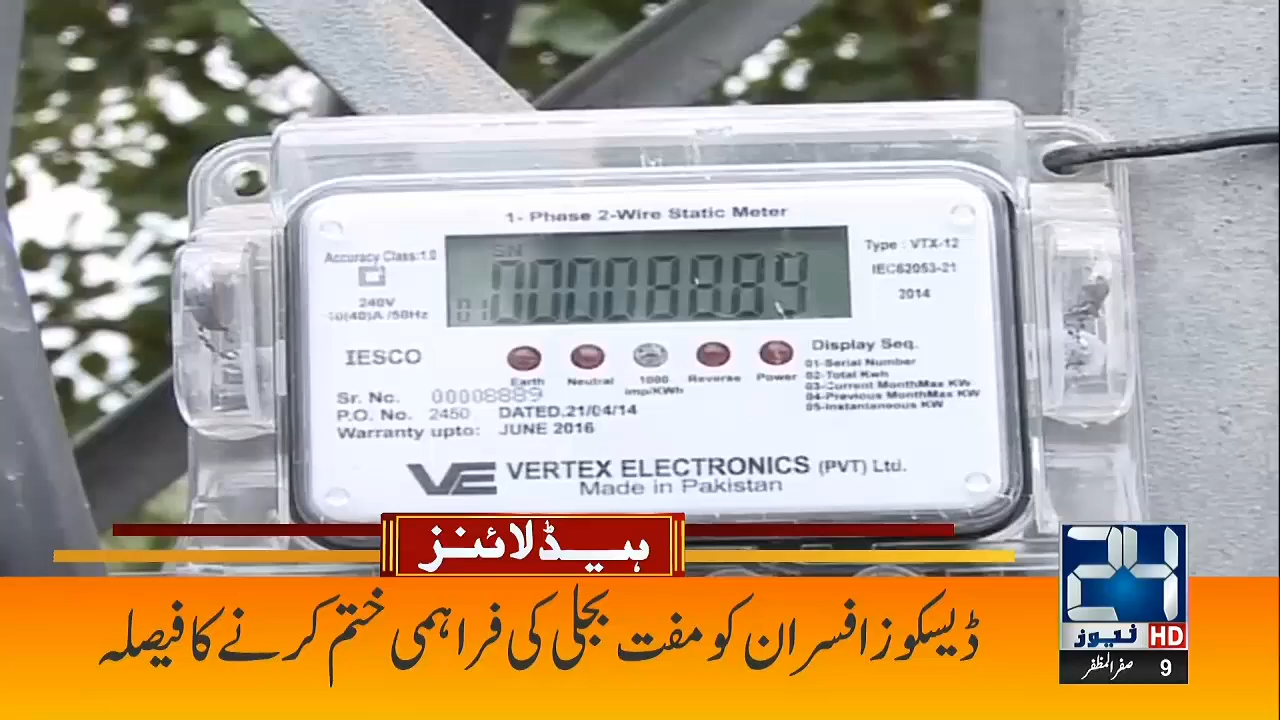 1- Phase 2-Wire Static Meter
Accuracy Class:1.0
240V
10(40)A /50Hz
IESCO
SN
01 00008889
Type : VTX-12
IEC62053-21
2014
Earth Neutral 1000 imp/KWh Reverse Power
Display Seq.
01-Serial Number
02-Total Kwh
03-Current MonthMax KW
04-Previous MonthMax KW
05-Instantaneous KW
Sr. No. 00008889
P.O. No. 2450 DATED.21/04/14
Warranty upto: JUNE 2016
VE VERTEX ELECTRONICS (PVT) Ltd.
Made in Pakistan
ہیڈلائنز
ڈیسکوز افسران کو مفت بجلی کی فراہمی ختم کرنے کا فیصلہ
24
نیوز HD
9 صفر المظفر